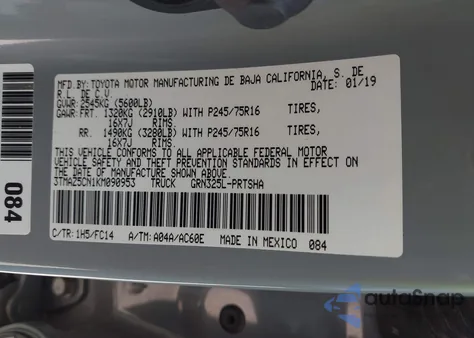 MFD.BY: TOYOTA MOTOR MANUFACTURING DE BAJA CALIFORNIA, S. DE
R.L. DE C.V. DATE: 01/19
GVWR: 2545KG (5600LB)
GAWR: FRT. 1320KG (2910LB) WITH P245/75R16 TIRES,
16X7J RIMS.
RR. 1490KG (3280LB) WITH P245/75R16 TIRES,
16X7J RIMS.
THIS VEHICLE CONFORMS TO ALL APPLICABLE FEDERAL MOTOR
VEHICLE SAFETY AND THEFT PREVENTION STANDARDS IN EFFECT
ON THE DATE OF MANUFACTURE SHOWN ABOVE.
3TMAZ5CN1KM090953 TRUCK GRN325L-PRTSHA
C/TR: 1H5/FC14 A/TM: A04A/AC60E MADE IN MEXICO 084
084
autosnap